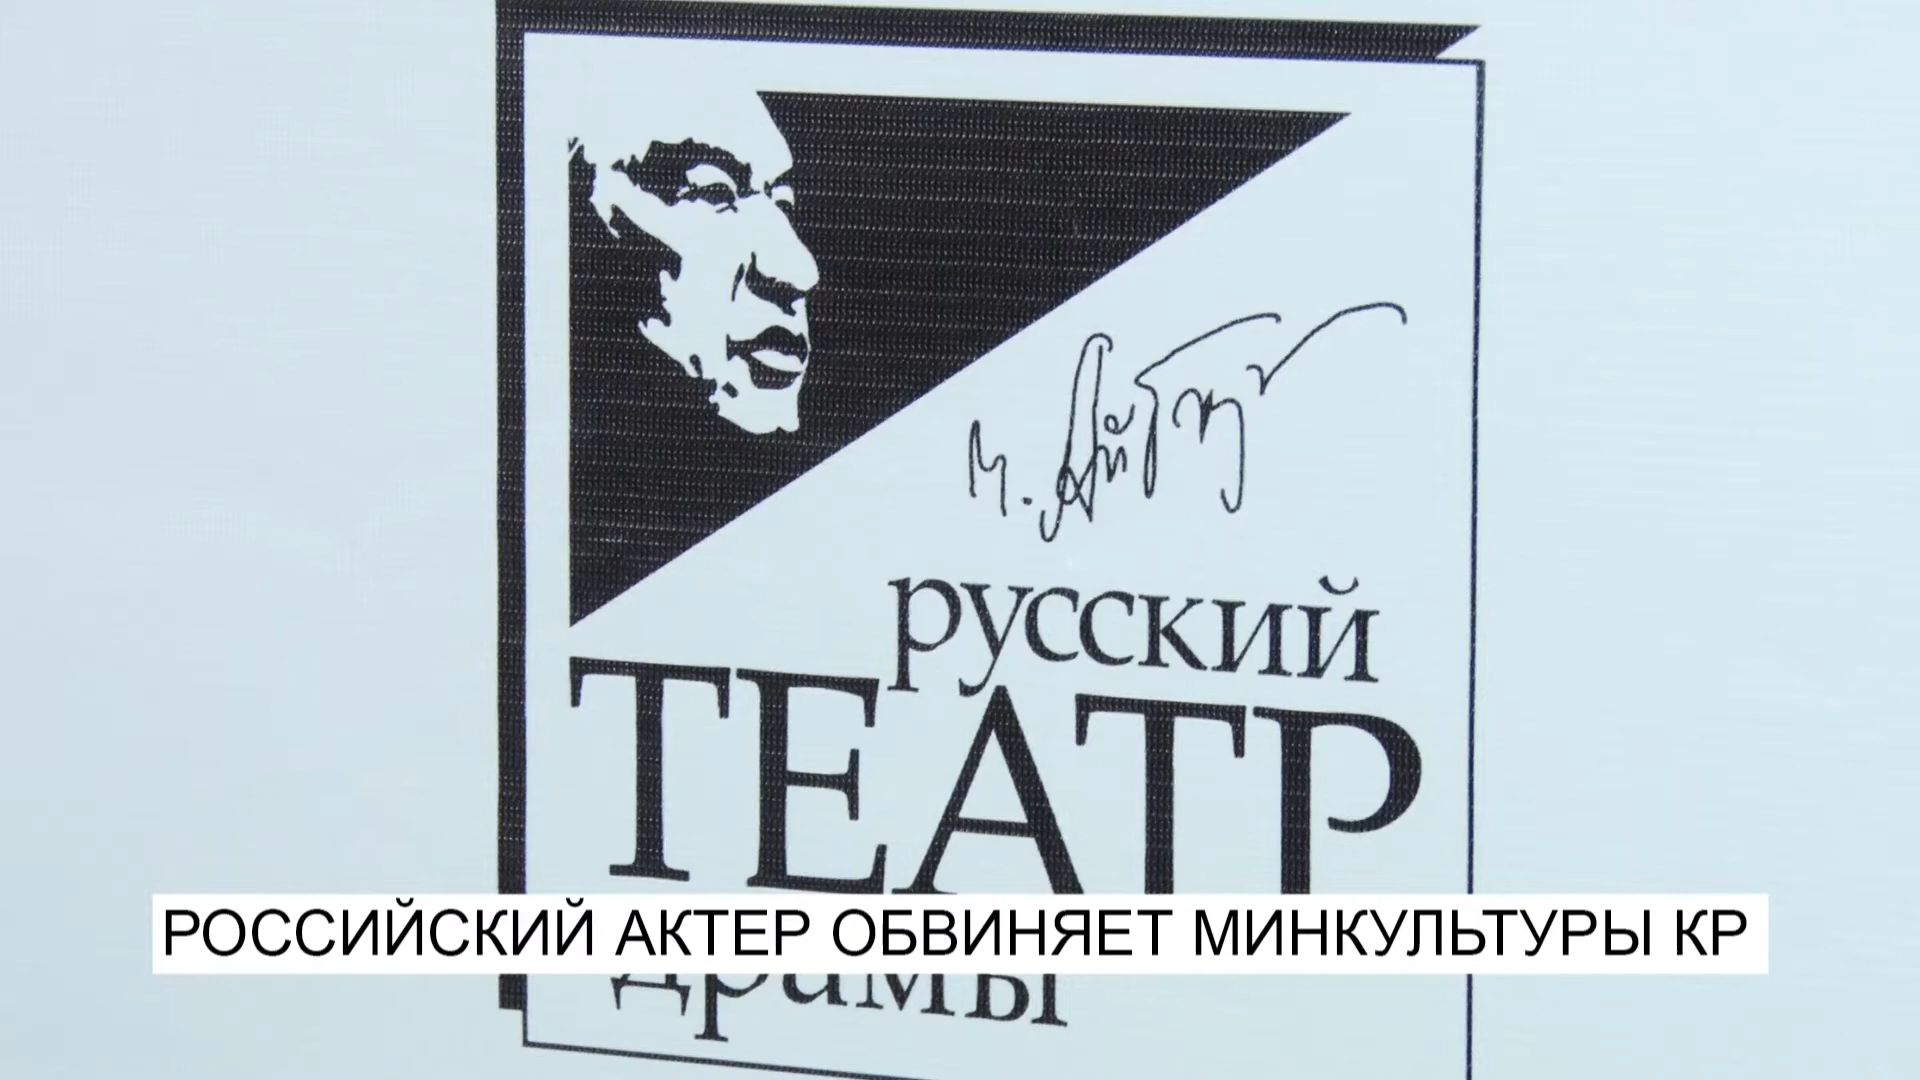 русский
ТЕАТР
РОССИЙСКИЙ АКТЕР ОБВИНЯЕТ МИНКУЛЬТУРЫ КР
драмы